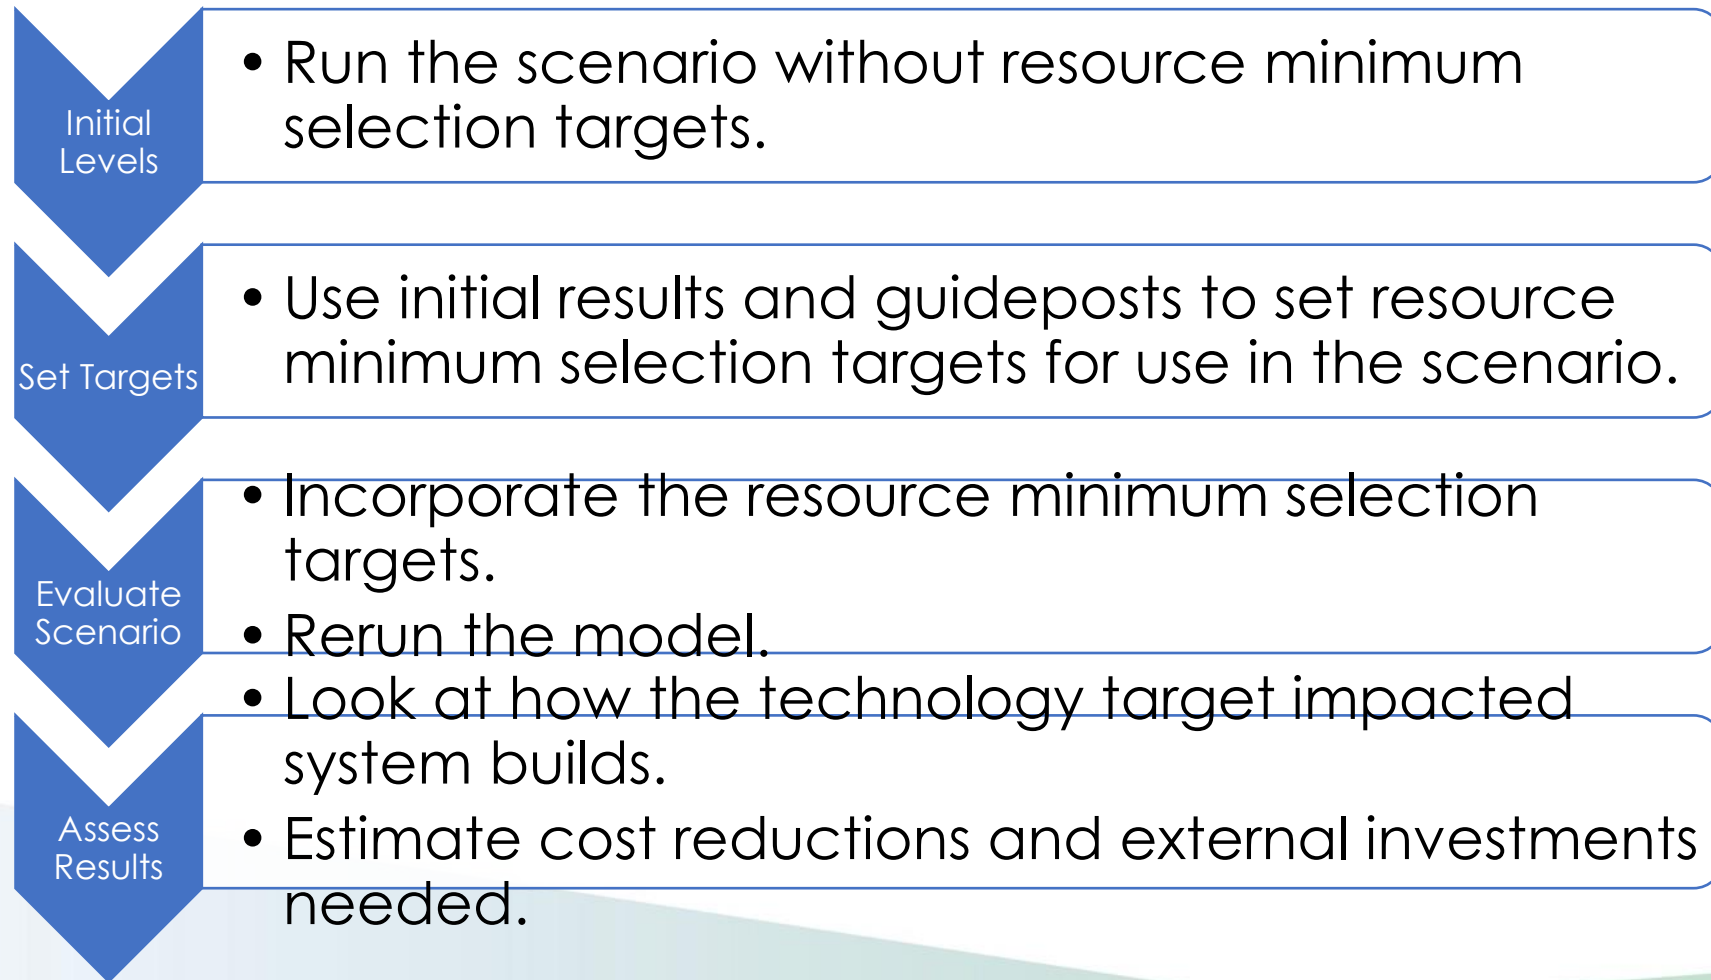 Initial
Levels
• Run the scenario without resource minimum
selection targets.
Set Targets
• Use initial results and guideposts to set resource
minimum selection targets for use in the scenario.
Evaluate
Scenario
• Incorporate the resource minimum selection
targets.
• Rerun the model.
Assess
Results
• Look at how the technology target impacted
system builds.
• Estimate cost reductions and external investments
needed.